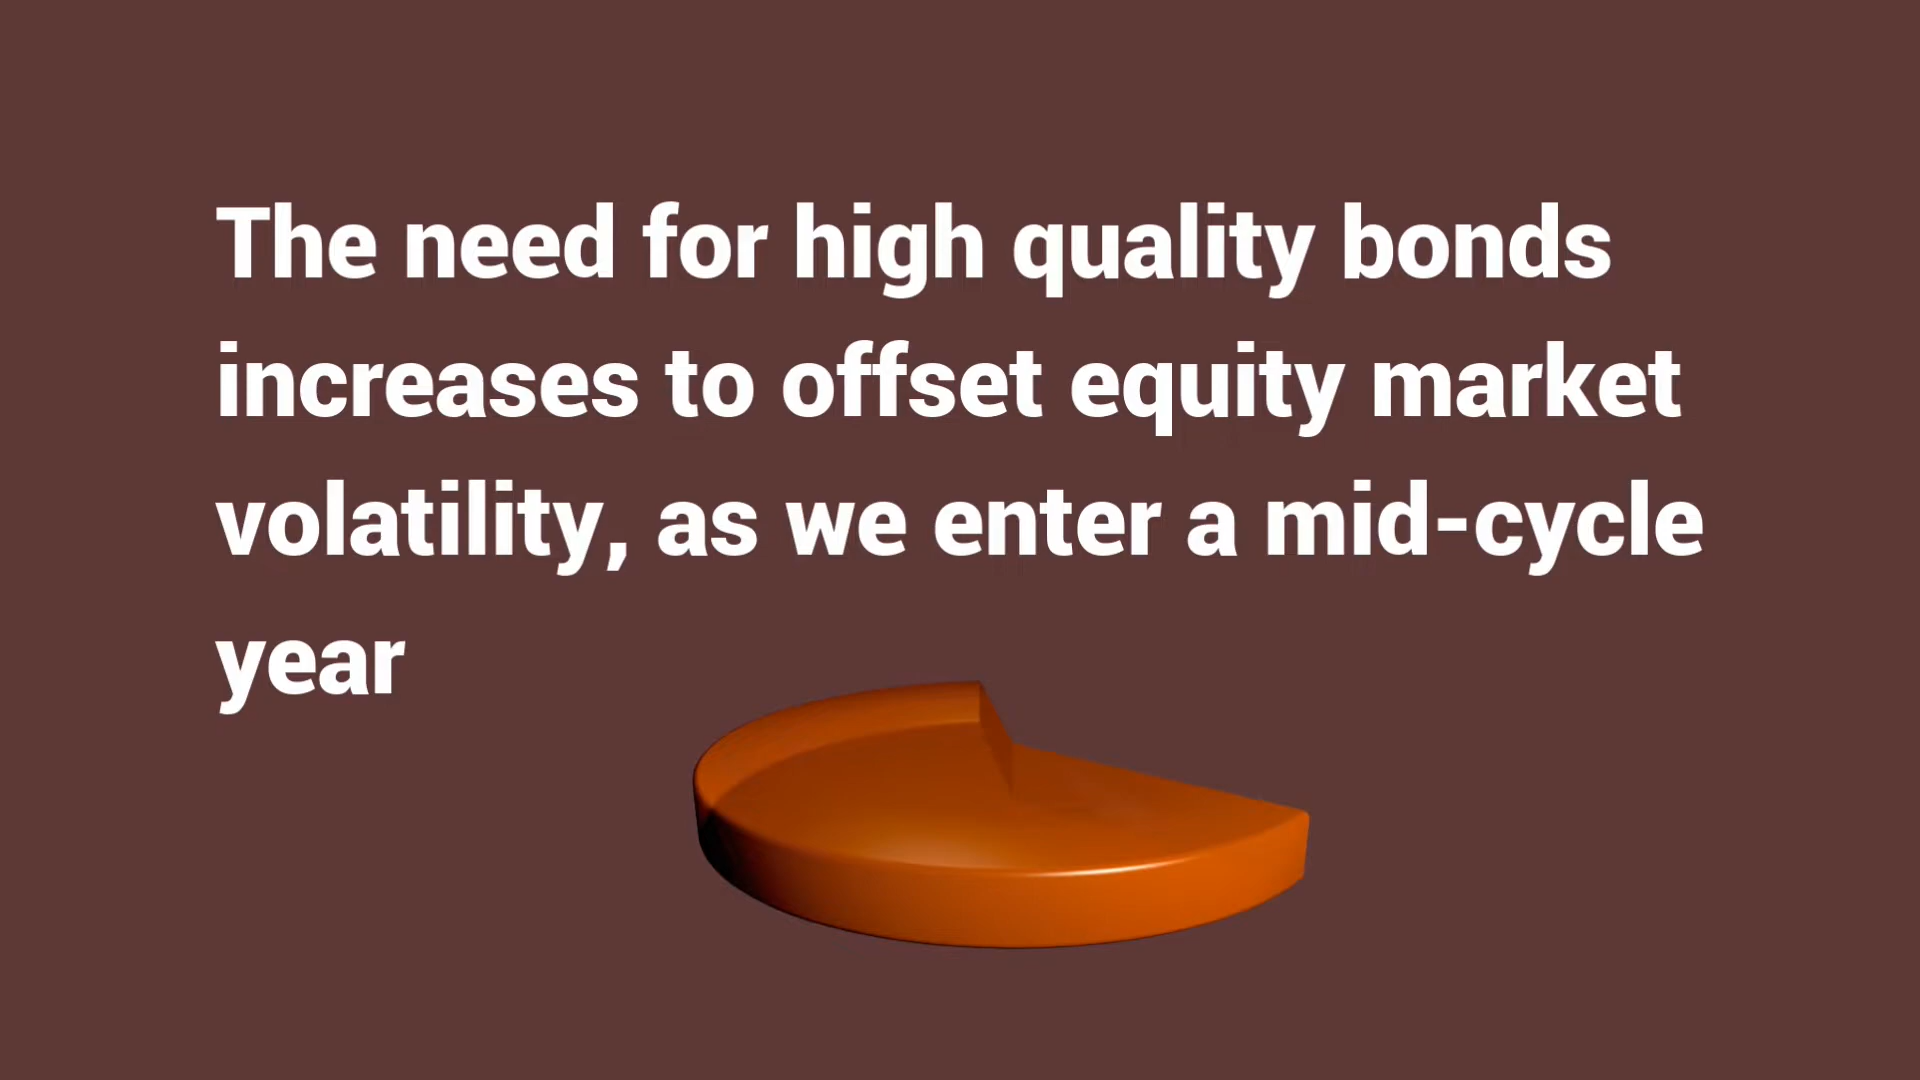 The need for high quality bonds
increases to offset equity market
volatility, as we enter a mid-cycle
year